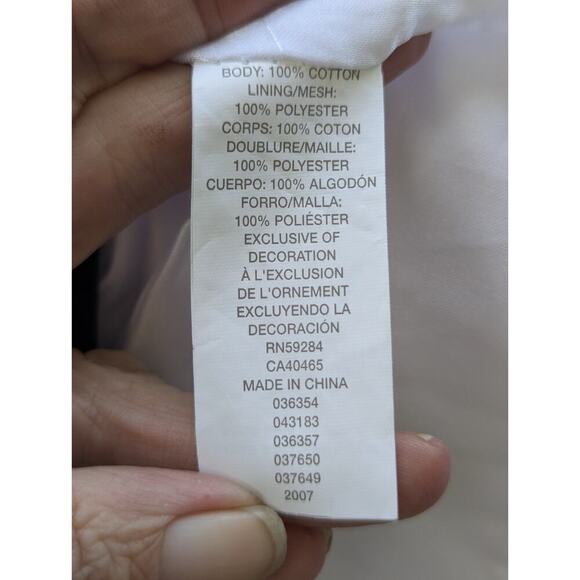 BODY: 100% COTTON
LINING/MESH:
100% POLYESTER
CORPS: 100% COTON
DOUBLURE/MAILLE:
100% POLYESTER
CUERPO: 100% ALGODÓN
FORRO/MALLA:
100% POLIÉSTER
EXCLUSIVE OF
DECORATION
À L'EXCLUSION
DE L'ORNEMENT
EXCLUYENDO LA
DECORACIÓN
RN59284
CA40465
MADE IN CHINA
036354
043183
036357
037650
037649
2007